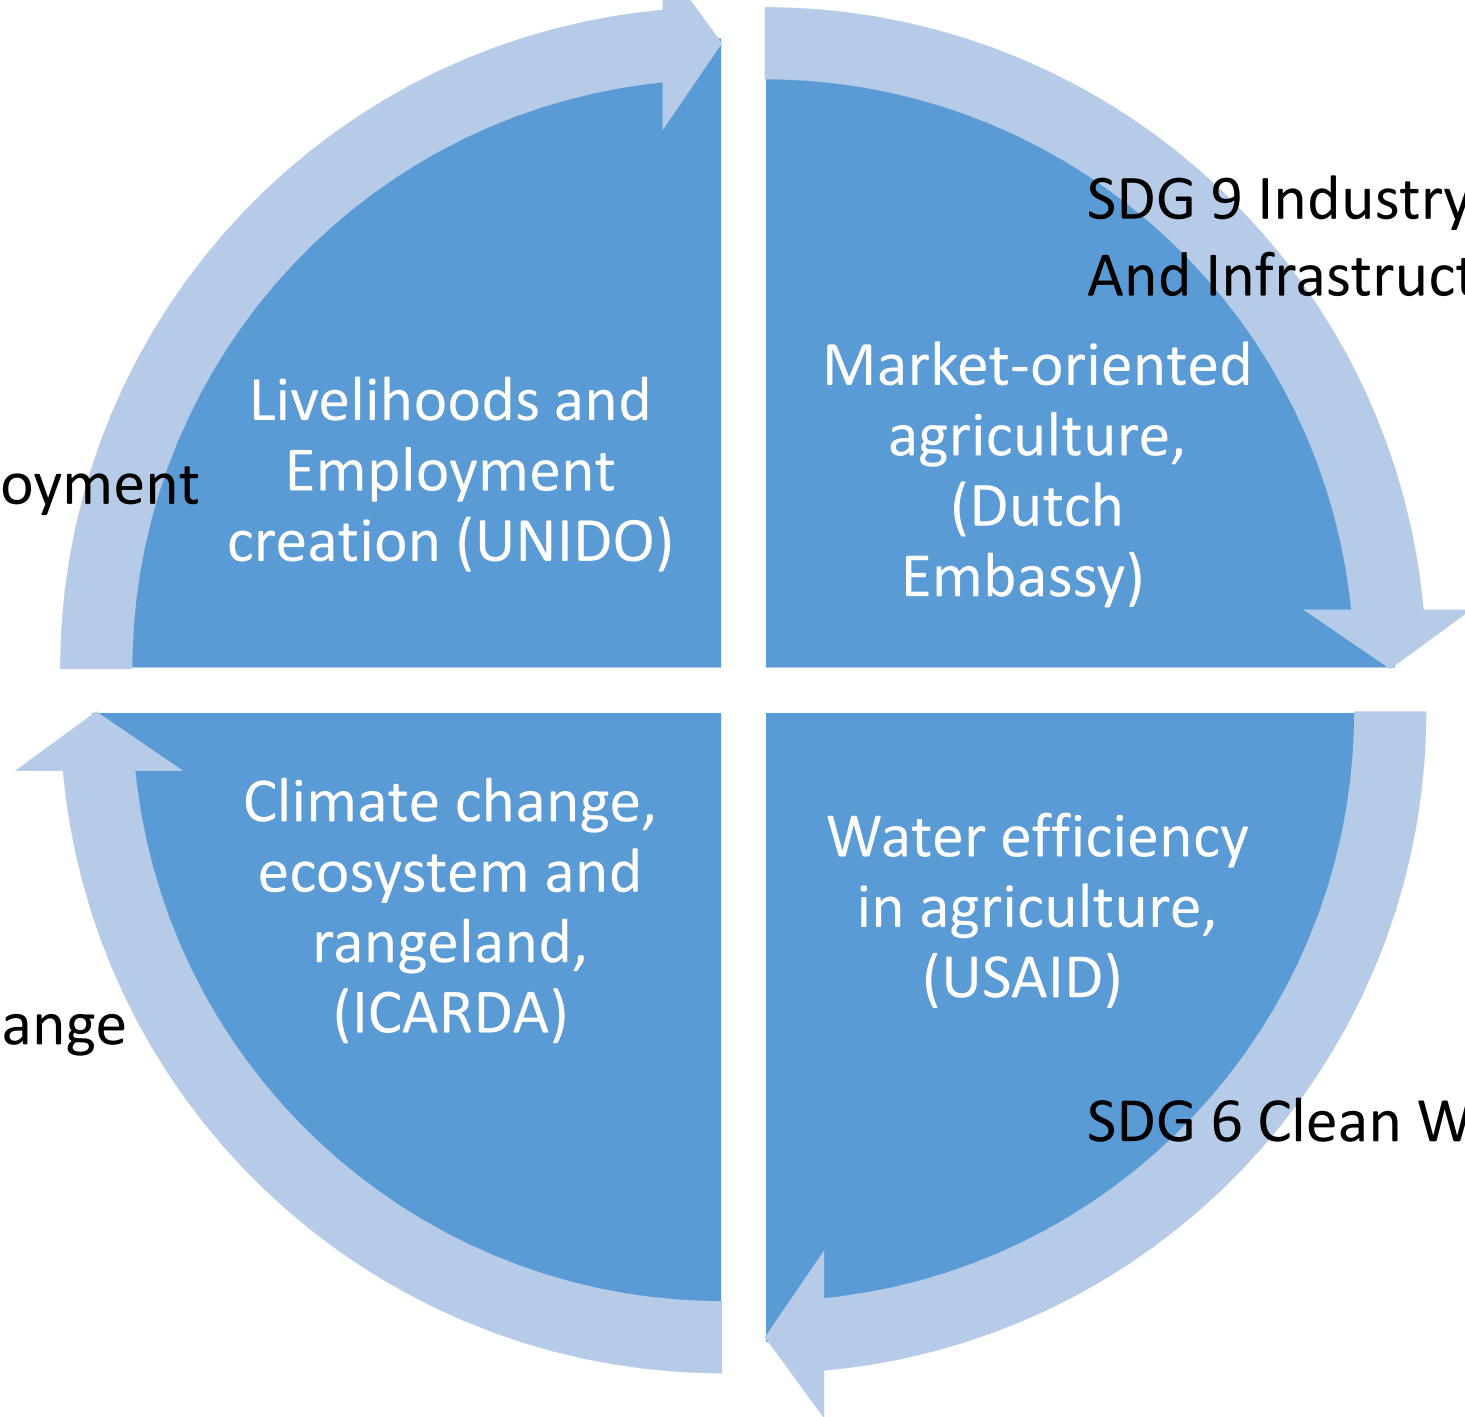 SDG 9 Industry
And Infrastruct
Livelihoods and
Employment
creation (UNIDO)
Market-oriented
agriculture,
(Dutch
Embassy)
oyment
Climate change,
ecosystem and
rangeland,
(ICARDA)
Water efficiency
in agriculture,
(USAID)
ange
SDG 6 Clean W